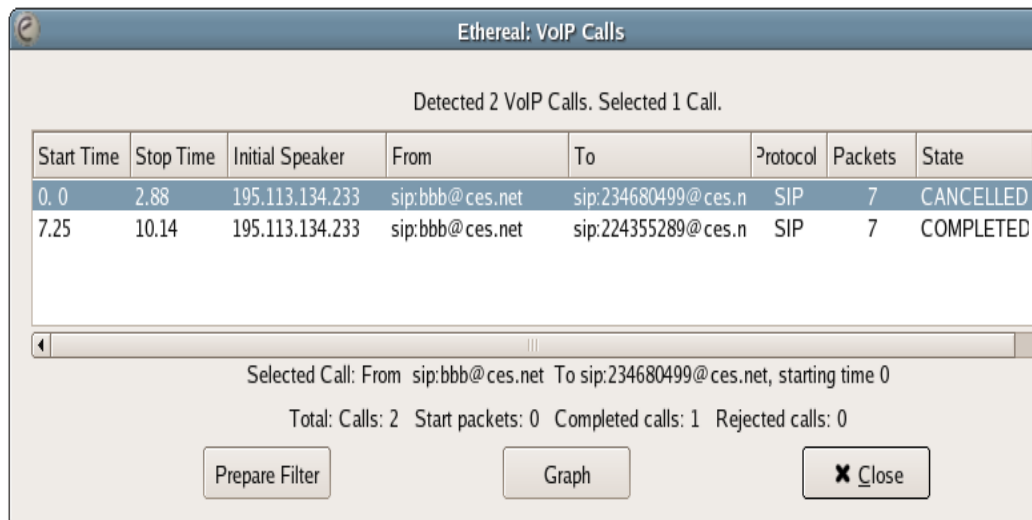 Ethereal: VoIP Calls
Detected 2 VoIP Calls. Selected 1 Call.
Start Time Stop Time Initial Speaker From To Protocol Packets State
0. 0 2.88 195.113.134.233 sip:bbb@ces.net sip:234680499@ces.n SIP 7 CANCELLED
7.25 10.14 195.113.134.233 sip:bbb@ces.net sip:224355289@ces.n SIP 7 COMPLETED
Selected Call: From sip:bbb@ces.net To sip:234680499@ces.net, starting time 0
Total: Calls: 2 Start packets: 0 Completed calls: 1 Rejected calls: 0
Prepare Filter Graph Close